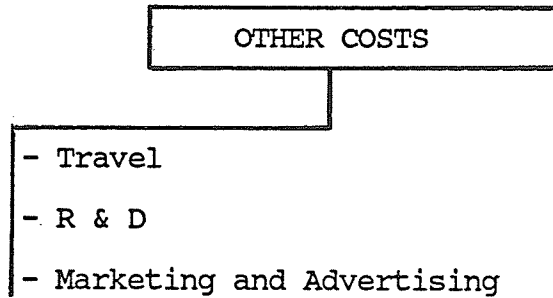 OTHER COSTS
- Travel
- R & D
- Marketing and Advertising